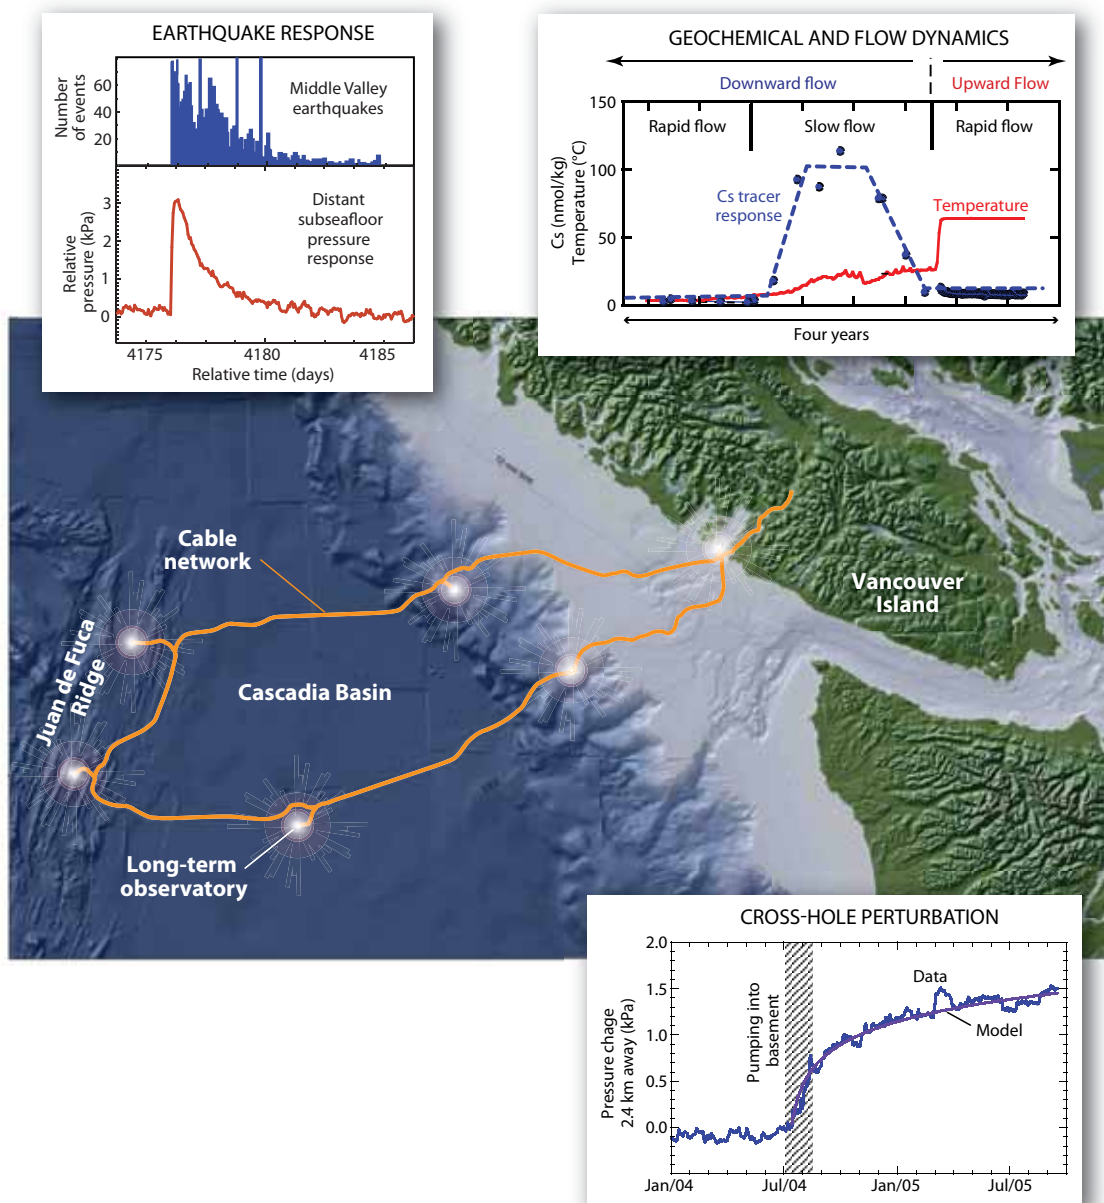 EARTHQUAKE RESPONSE
Number
of events
60
40
20
Middle Valley
earthquakes
Relative
pressure (kPa)
3
2
1
0
Distant
subseafloor
pressure
response
4175
4180
4185
Relative time (days)
GEOCHEMICAL AND FLOW DYNAMICS
Downward flow
Upward Flow
Cs (nmol/kg)
Temperature (°C)
150
100
50
0
Rapid flow
Slow flow
Rapid flow
Cs tracer
response
Temperature
Four years
Cable
network
Vancouver
Island
Juan de Fuca
Ridge
Cascadia Basin
Long-term
observatory
CROSS-HOLE PERTURBATION
Pressure chage
2.4 km away (kPa)
2.0
1.5
1.0
0.5
0.0
Pumping into
basement
Data
Model
Jan/04
Jul/04
Jan/05
Jul/05